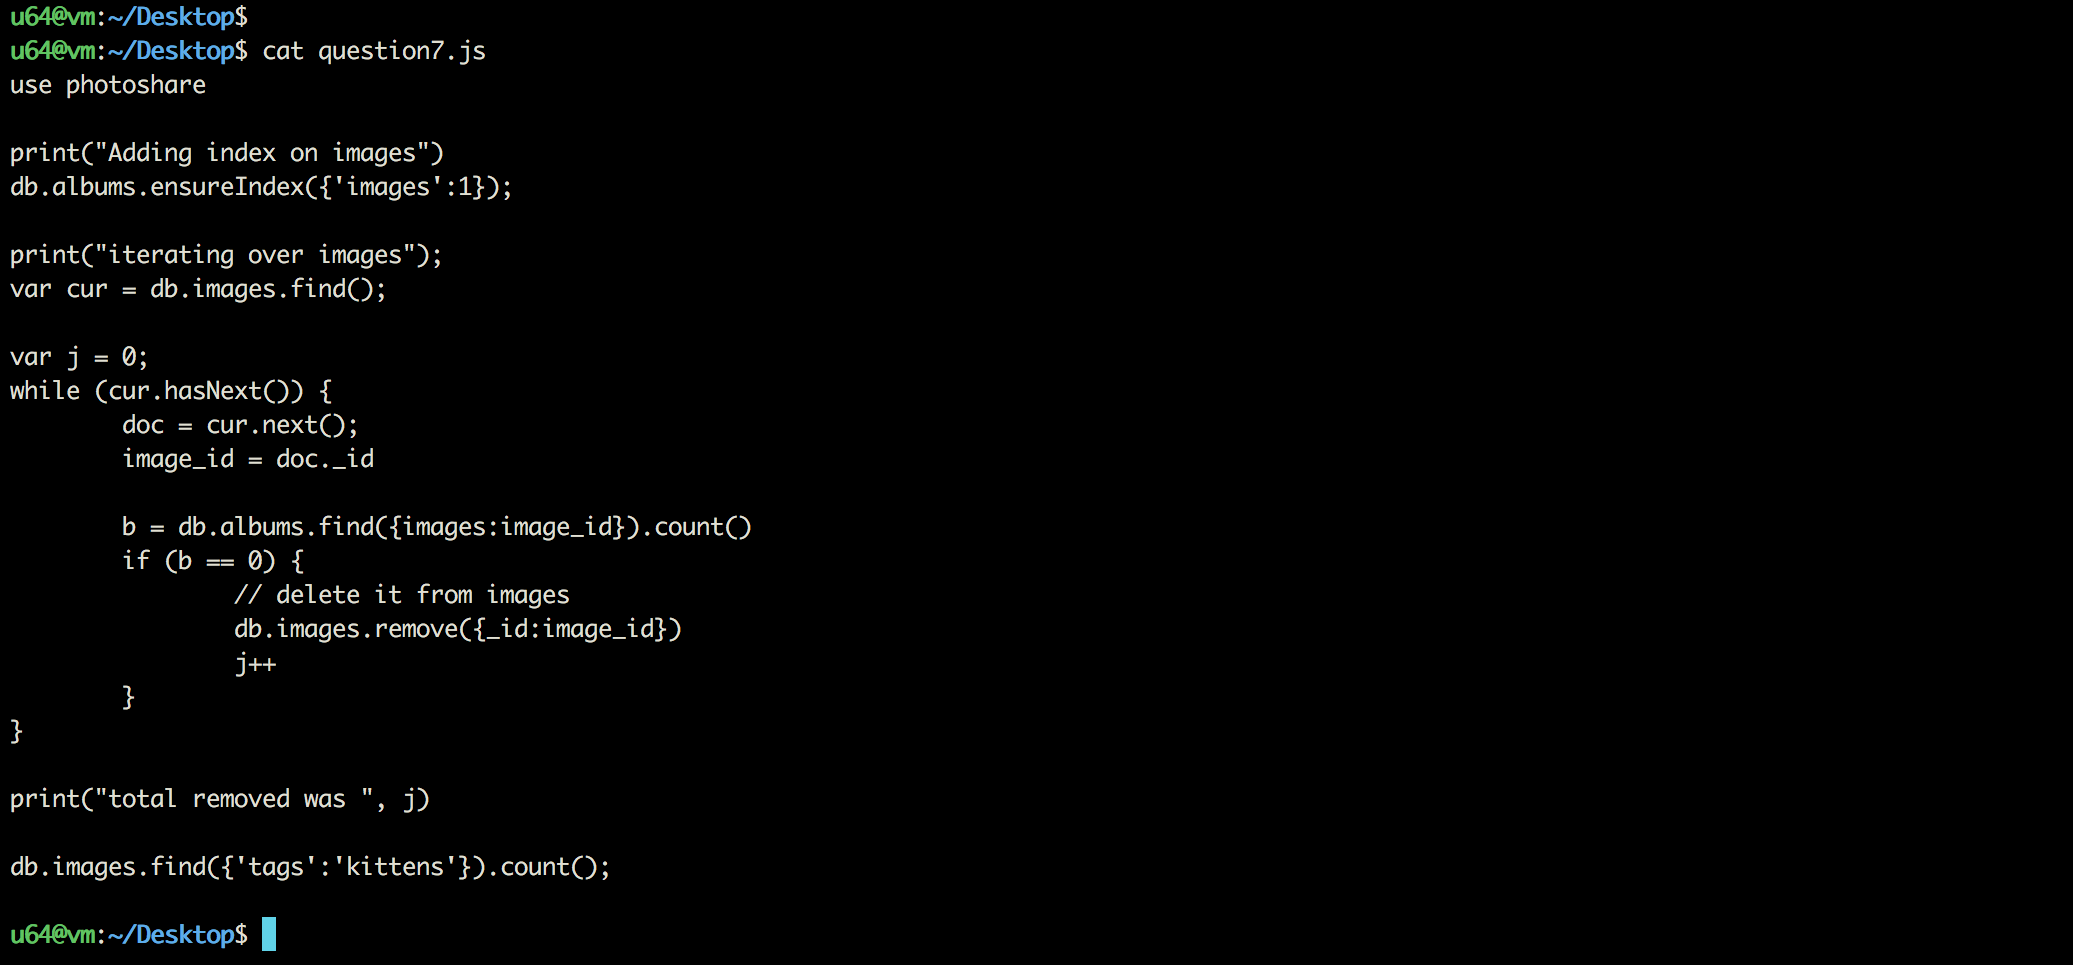 u64@vm:~/Desktop$
u64@vm:~/Desktop$ cat question7.js
use photoshare

print("Adding index on images")
db.albums.ensureIndex({'images':1});

print("iterating over images");
var cur = db.images.find();

var j = 0;
while (cur.hasNext()) {
        doc = cur.next();
        image_id = doc._id

        b = db.albums.find({images:image_id}).count()
        if (b == 0) {
                // delete it from images
                db.images.remove({_id:image_id})
                j++
        }
}

print("total removed was ", j)

db.images.find({'tags':'kittens'}).count();

u64@vm:~/Desktop$